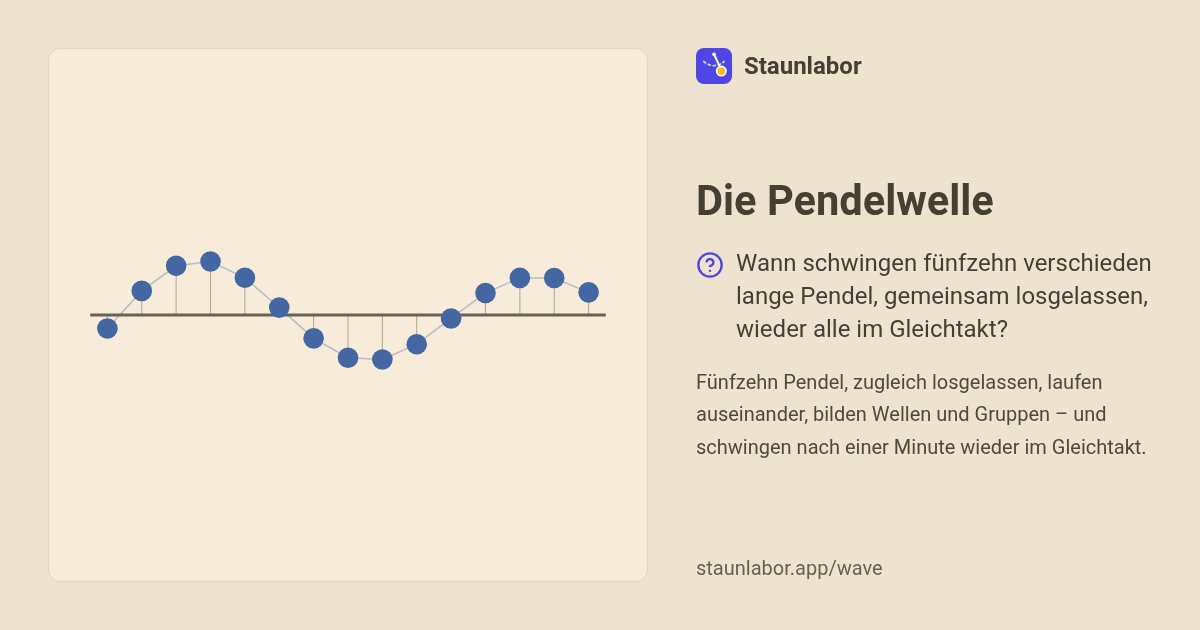 Staunlabor
Die Pendelwelle
Wann schwingen fünfzehn verschieden
lange Pendel, gemeinsam losgelassen,
wieder alle im Gleichtakt?
Fünfzehn Pendel, zugleich losgelassen, laufen
auseinander, bilden Wellen und Gruppen – und
schwingen nach einer Minute wieder im Gleichtakt.
staunlabor.app/wave